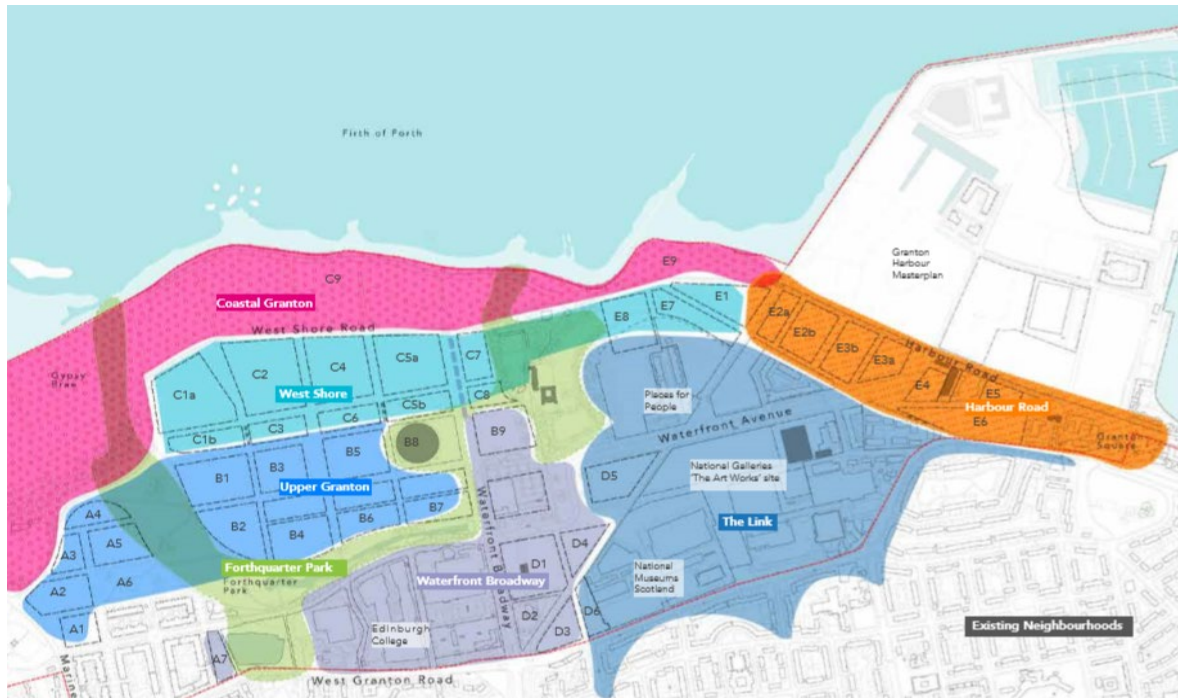 Firth of Forth
Granton
Harbour
Masterplan
E9
C9
Coastal Granton
West Shore Road
Gypsy
Brae
C1a
C2
C4
C5a
C7
E8
E7
E1
E2a
E2b
E3b
E3a
E4
E5
E6
Harbour Road
Harbour Road
Granton
Square
West Shore
C1b
C3
C6
C5b
C8
Places for
People
Waterfront Avenue
B1
B3
B5
B8
B9
Upper Granton
B2
B4
B6
B7
D5
National Galleries
'The Art Works' site
The Link
A4
A3
A5
A2
A6
A1
A7
Forthquarter Park
Forthquarter
Park
Waterfront Broadway
Waterfront Broadway
D1
D4
D2
D6
D3
National
Museums
Scotland
Edinburgh
College
Existing Neighbourhoods
Marine
West Granton Road